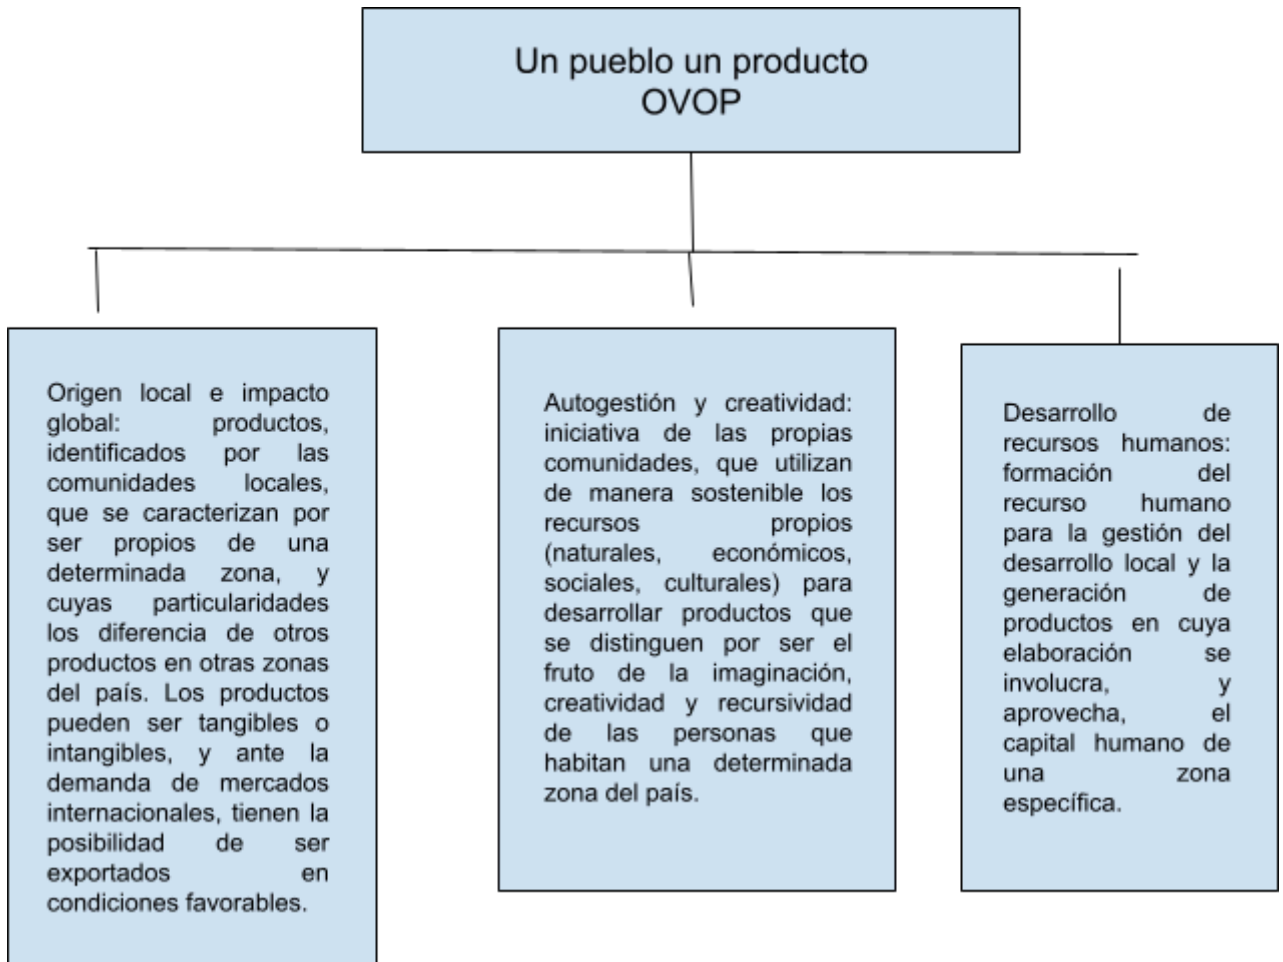 Un pueblo un producto
OVOP
Origen local e impacto
global: productos,
identificados por las
comunidades locales,
que se caracterizan por
ser propios de una
determinada zona, y
cuyas particularidades
los diferencia de otros
productos en otras zonas
del país. Los productos
pueden ser tangibles o
intangibles, y ante la
demanda de mercados
internacionales, tienen la
posibilidad de ser
exportados en
condiciones favorables.
Autogestión y creatividad:
iniciativa de las propias
comunidades, que utilizan
de manera sostenible los
recursos propios
(naturales, económicos,
sociales, culturales) para
desarrollar productos que
se distinguen por ser el
fruto de la imaginación,
creatividad y recursividad
de las personas que
habitan una determinada
zona del país.
Desarrollo de
recursos humanos:
formación del
recurso humano
para la gestión del
desarrollo local y la
generación de
productos en cuya
elaboración se
involucra, y
aprovecha, el
capital humano de
una zona
específica.